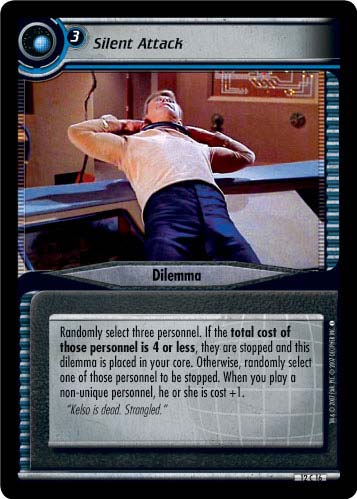 3
Silent Attack
Dilemma
Randomly select three personnel. If the total cost of
those personnel is 4 or less, they are stopped and this
dilemma is placed in your core. Otherwise, randomly select
one of those personnel to be stopped. When you play a
non-unique personnel, he or she is cost +1.
"Kelso is dead. Strangled."
12 C 16